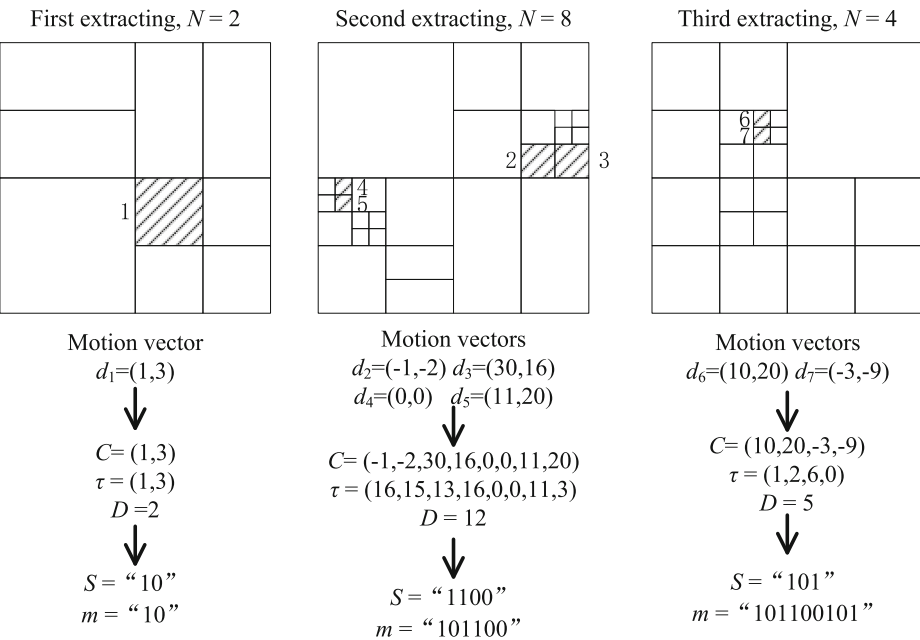 First extracting, N = 2
1
Motion vector
d₁=(1,3)
C= (1,3)
τ = (1,3)
D =2
S = “10”
m = “10”
Second extracting, N = 8
2
3
4
5
Motion vectors
d₂=(-1,-2) d₃=(30,16)
d₄=(0,0) d₅=(11,20)
C= (-1,-2,30,16,0,0,11,20)
τ = (16,15,13,16,0,0,11,3)
D = 12
S = “1100”
m = “101100”
Third extracting, N = 4
6
7
Motion vectors
d₆=(10,20) d₇=(-3,-9)
C= (10,20,-3,-9)
τ = (1,2,6,0)
D = 5
S = “101”
m = “101100101”